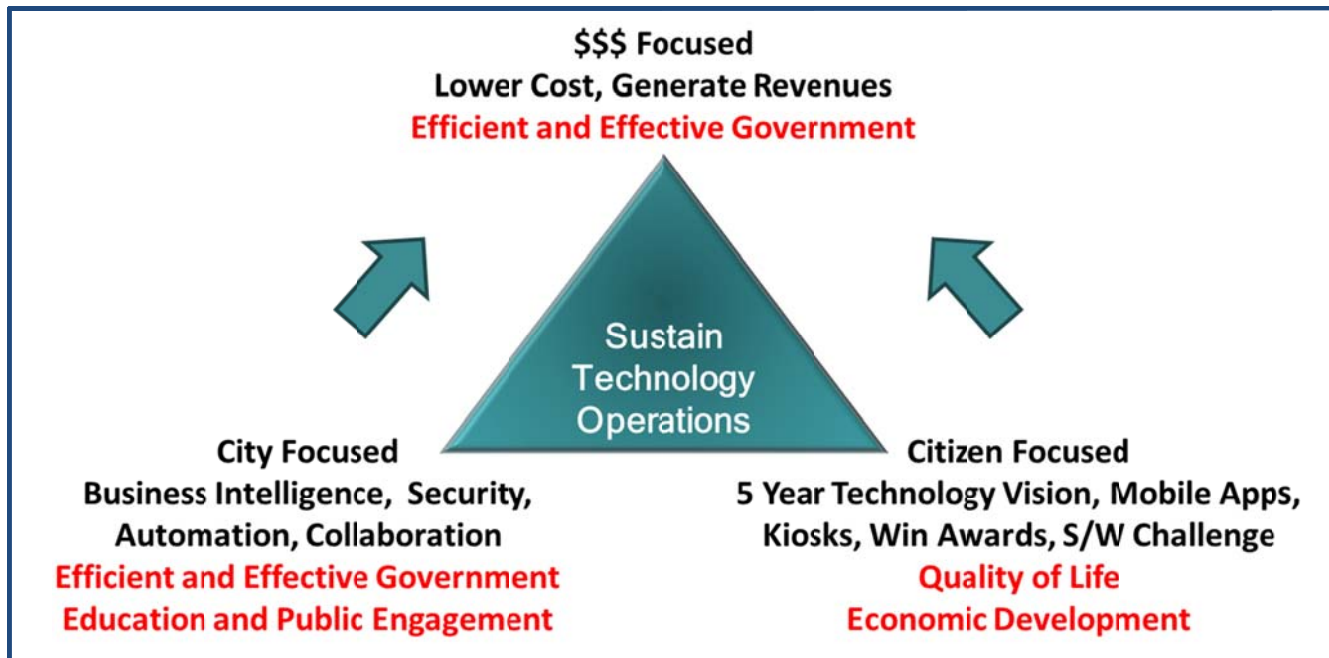 $$$ Focused
Lower Cost, Generate Revenues
Efficient and Effective Government
Sustain
Technology
Operations
City Focused
Business Intelligence, Security,
Automation, Collaboration
Efficient and Effective Government
Education and Public Engagement
Citizen Focused
5 Year Technology Vision, Mobile Apps,
Kiosks, Win Awards, S/W Challenge
Quality of Life
Economic Development